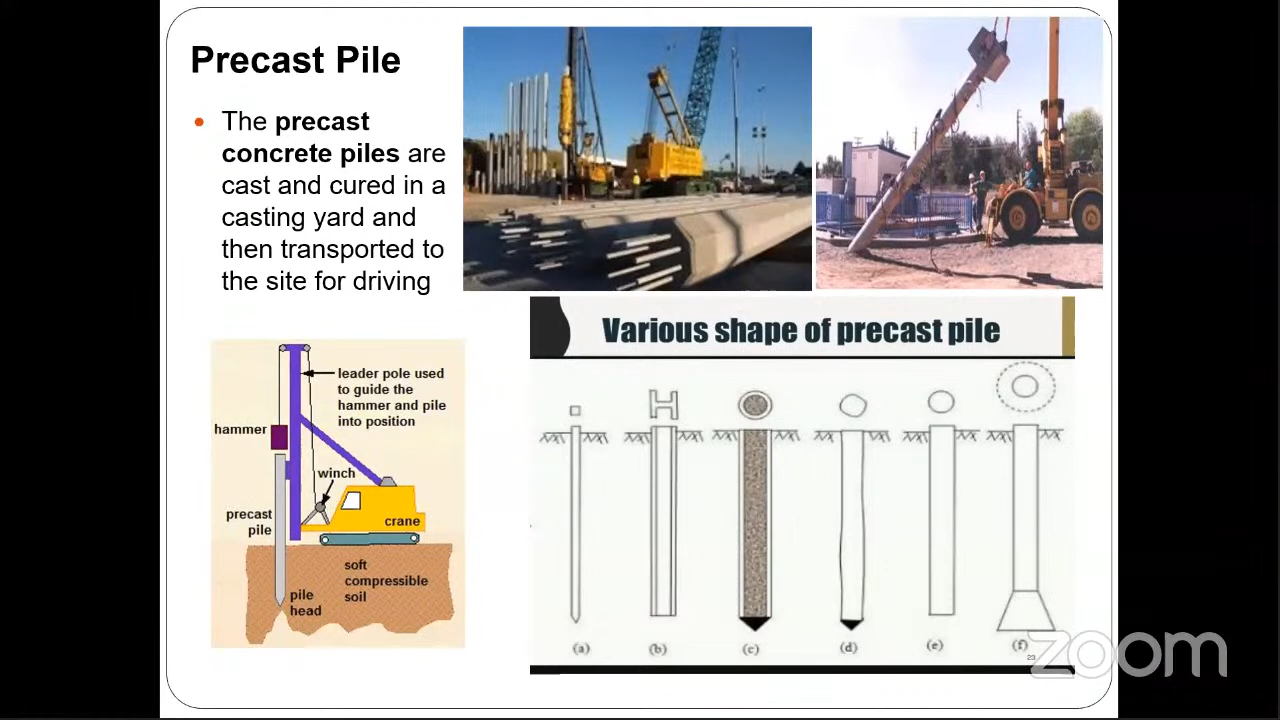 Precast Pile
The precast
concrete piles are
cast and cured in a
casting yard and
then transported to
the site for driving
leader pole used
to guide the
hammer and pile
into position
hammer
winch
precast
pile
crane
soft
compressible
soil
pile
head
Various shape of precast pile
(a) (b) (c) (d) (e) (f)
23
zoom